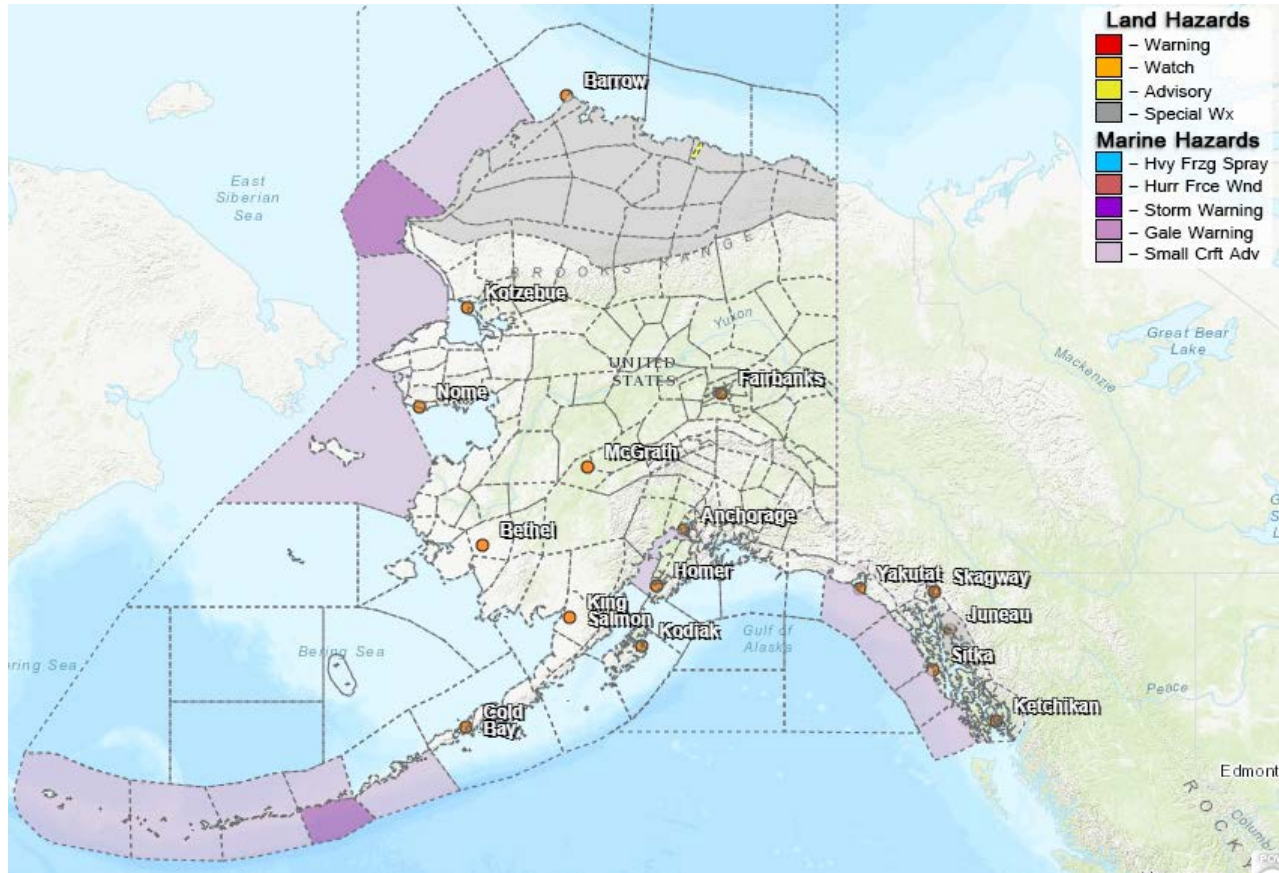 Land Hazards
– Warning
– Watch
– Advisory
– Special Wx
Marine Hazards
– Hvy Frzg Spray
– Hurr Frce Wnd
– Storm Warning
– Gale Warning
– Small Crft Adv
Barrow
East
Siberian
Sea
BROOKS RANGE
Kotzebue
Yukon
Great Bear
Lake
Mackenzie
UNITED
STATES
Fairbanks
Nome
McGrath
Anchorage
Bethel
Homer
Yakutat
Skagway
King
Salmon
Juneau
Kodiak
Gulf of
Alaska
Sitka
ring Sea
Bering Sea
Peace
Ketchikan
Cold
Bay
Edmont
ROCKY